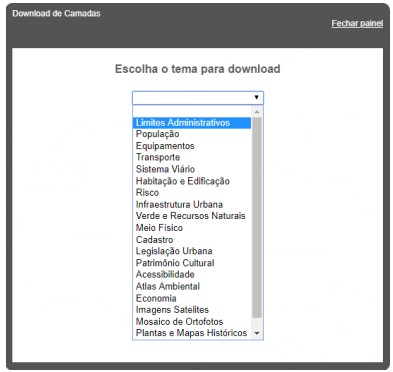 Download de Camadas
Fechar painel
Escolha o tema para download
Limites Administrativos
População
Equipamentos
Transporte
Sistema Viário
Habitação e Edificação
Risco
Infraestrutura Urbana
Verde e Recursos Naturais
Meio Físico
Cadastro
Legislação Urbana
Patrimônio Cultural
Acessibilidade
Atlas Ambiental
Economia
Imagens Satelites
Mosaico de Ortofotos
Plantas e Mapas Históricos